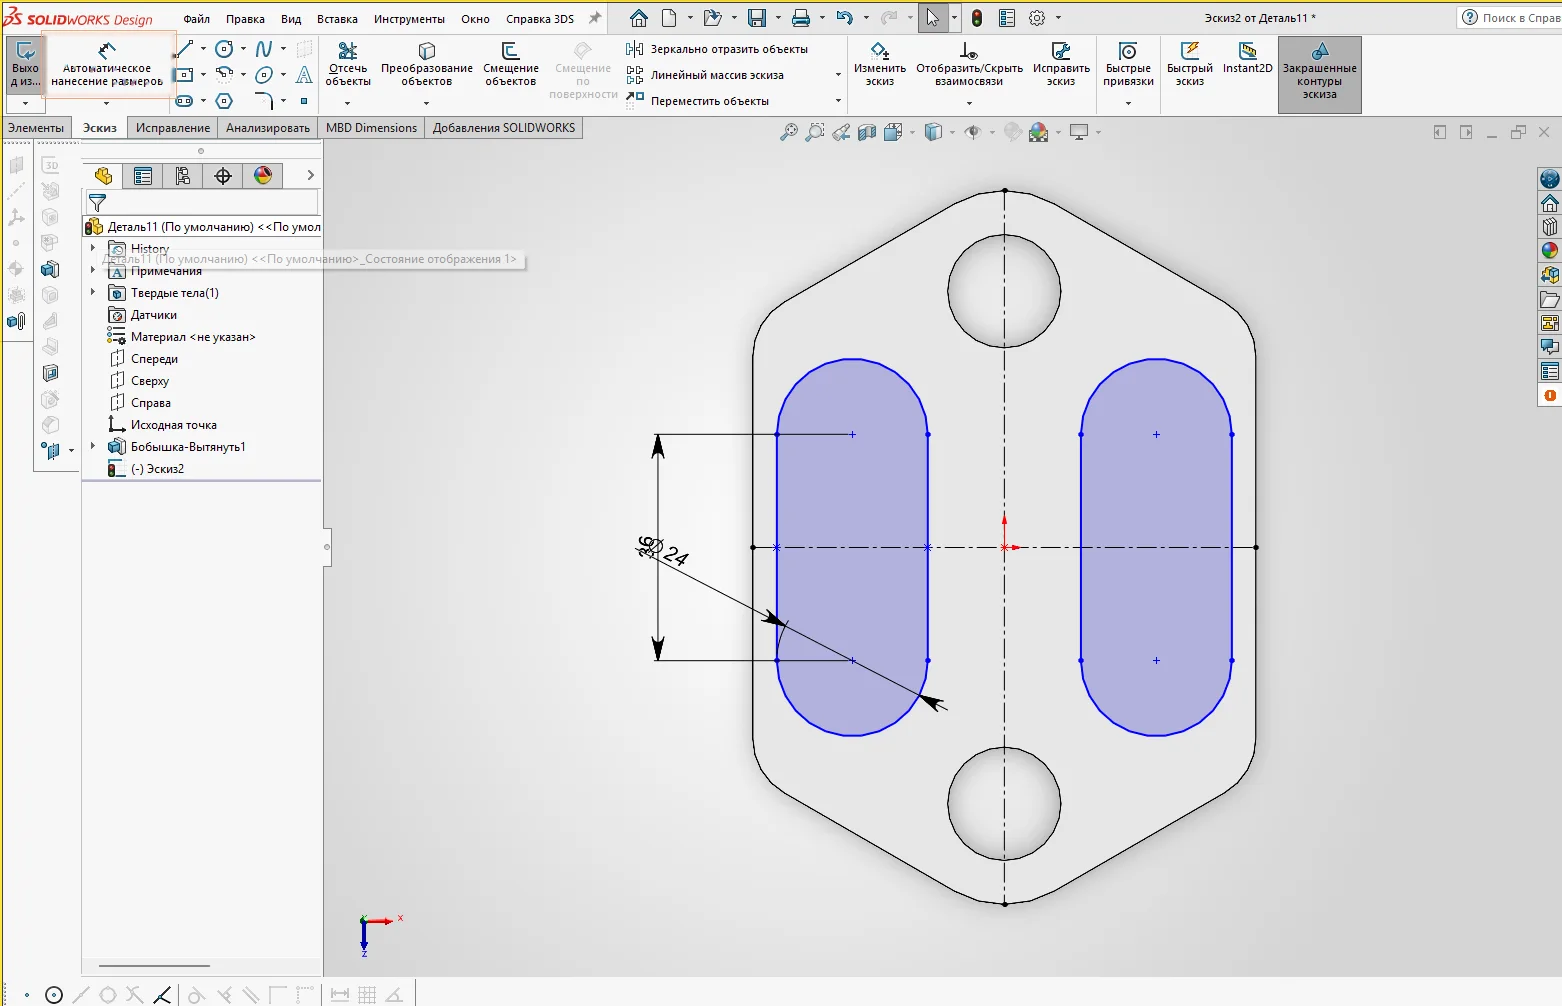 SOLIDWORKS Design
Файл Правка Вид Вставка Инструменты Окно Справка 3DS
Эскиз2 от Деталь11 *
Поиск в Справ
Выхо
д из...
Автоматическое
нанесение размеров
Отсечь
объекты
Преобразование
объектов
Смещение
объектов
Смещение
по
поверхности
Зеркально отразить объекты
Линейный массив эскиза
Переместить объекты
Изменить
эскиз
Отобразить/Скрыть
взаимосвязи
Исправить
эскиз
Быстрые
привязки
Быстрый
эскиз
Instant2D
Закрашенные
контуры
эскиза
Элементы Эскиз Исправление Анализировать MBD Dimensions Добавления SOLIDWORKS
3D
Деталь11 (По умолчанию) <<По умол
History
Деталь11 (По умолчанию) <<По умолчанию>_Состояние отображения 1>
Примечания
Твердые тела(1)
Датчики
Материал <не указан>
Спереди
Сверху
Справа
Исходная точка
Бобышка-Вытянуть1
(-) Эскиз2
36
Ø 24
X
Y
Z